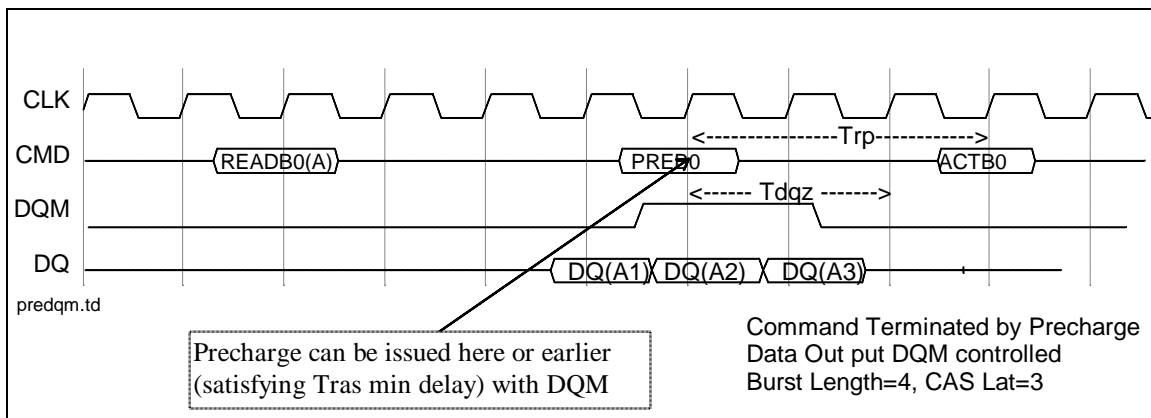 CLK
CMD
READB0(A)
PREB0
<-------------Trp----------->
ACTB0
DQM
<------ Tdqz ------->
DQ
DQ(A1)
DQ(A2)
DQ(A3)
predqm.td
Precharge can be issued here or earlier
(satisfying Tras min delay) with DQM
Command Terminated by Precharge
Data Out put DQM controlled
Burst Length=4, CAS Lat=3